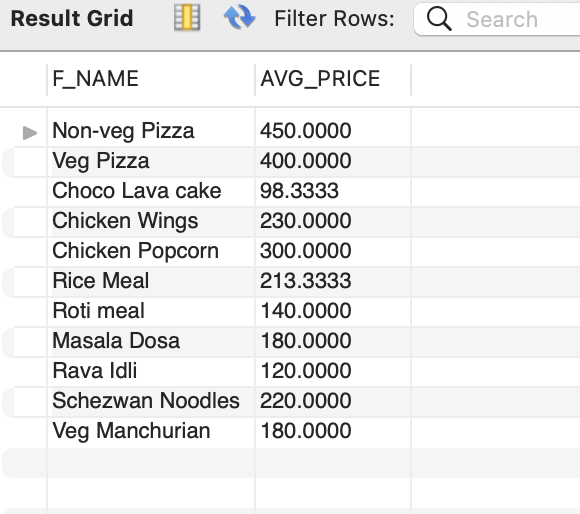 Result Grid Filter Rows: Search
F_NAME AVG_PRICE
Non-veg Pizza 450.0000
Veg Pizza 400.0000
Choco Lava cake 98.3333
Chicken Wings 230.0000
Chicken Popcorn 300.0000
Rice Meal 213.3333
Roti meal 140.0000
Masala Dosa 180.0000
Rava Idli 120.0000
Schezwan Noodles 220.0000
Veg Manchurian 180.0000